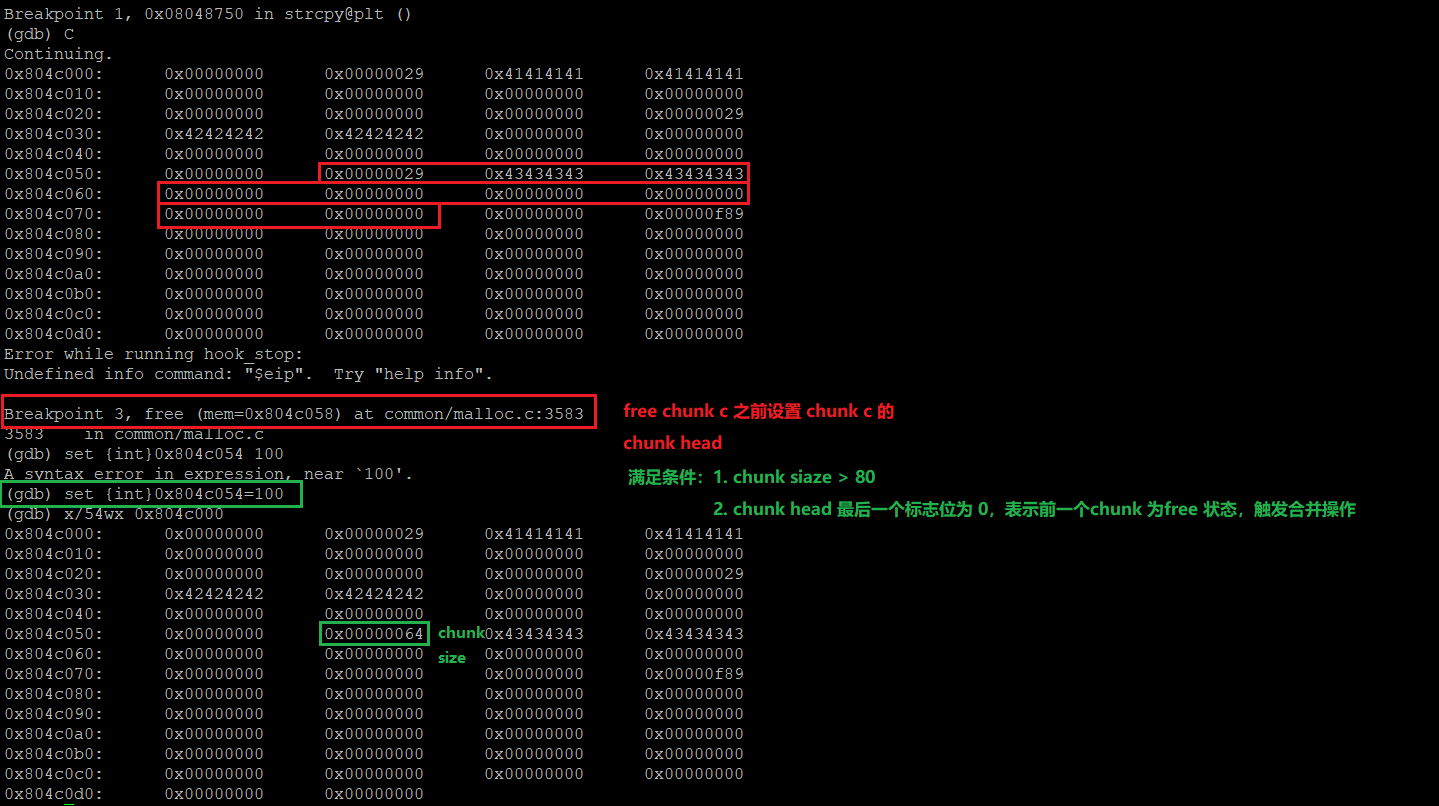 Breakpoint 1, 0x08048750 in strcpy@plt ()
(gdb) C
Continuing.
0x804c000: 0x00000000 0x00000029 0x41414141 0x41414141
0x804c010: 0x00000000 0x00000000 0x00000000 0x00000000
0x804c020: 0x00000000 0x00000000 0x00000000 0x00000029
0x804c030: 0x42424242 0x42424242 0x00000000 0x00000000
0x804c040: 0x00000000 0x00000000 0x00000000 0x00000000
0x804c050: 0x00000000 0x00000029 0x43434343 0x43434343
0x804c060: 0x00000000 0x00000000 0x00000000 0x00000000
0x804c070: 0x00000000 0x00000000 0x00000000 0x00000f89
0x804c080: 0x00000000 0x00000000 0x00000000 0x00000000
0x804c090: 0x00000000 0x00000000 0x00000000 0x00000000
0x804c0a0: 0x00000000 0x00000000 0x00000000 0x00000000
0x804c0b0: 0x00000000 0x00000000 0x00000000 0x00000000
0x804c0c0: 0x00000000 0x00000000 0x00000000 0x00000000
0x804c0d0: 0x00000000 0x00000000 0x00000000 0x00000000
Error while running hook_stop:
Undefined info command: "$eip".  Try "help info".
Breakpoint 3, free (mem=0x804c058) at common/malloc.c:3583
free chunk c 之前设置 chunk c 的
chunk head
3583 in common/malloc.c
(gdb) set {int}0x804c054 100
A syntax error in expression, near `100'.
满足条件：1. chunk siaze > 80
(gdb) set {int}0x804c054=100
2. chunk head 最后一个标志位为 0，表示前一个chunk 为free 状态，触发合并操作
(gdb) x/54wx 0x804c000
0x804c000: 0x00000000 0x00000029 0x41414141 0x41414141
0x804c010: 0x00000000 0x00000000 0x00000000 0x00000000
0x804c020: 0x00000000 0x00000000 0x00000000 0x00000029
0x804c030: 0x42424242 0x42424242 0x00000000 0x00000000
0x804c040: 0x00000000 0x00000000 0x00000000 0x00000000
0x804c050: 0x00000000 0x00000064 0x43434343 0x43434343
chunk
size
0x804c060: 0x00000000 0x00000000 0x00000000 0x00000000
0x804c070: 0x00000000 0x00000000 0x00000000 0x00000f89
0x804c080: 0x00000000 0x00000000 0x00000000 0x00000000
0x804c090: 0x00000000 0x00000000 0x00000000 0x00000000
0x804c0a0: 0x00000000 0x00000000 0x00000000 0x00000000
0x804c0b0: 0x00000000 0x00000000 0x00000000 0x00000000
0x804c0c0: 0x00000000 0x00000000 0x00000000 0x00000000
0x804c0d0: 0x00000000 0x00000000